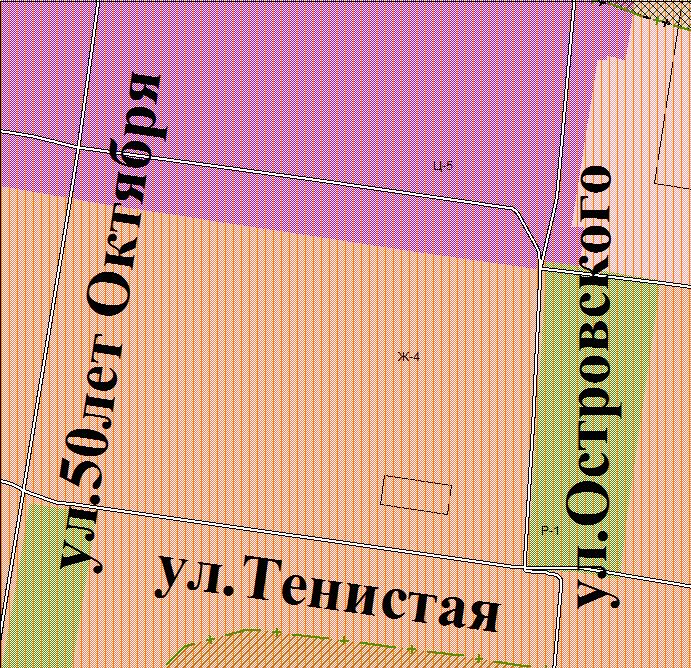 ул.50лет Октября
Ц-5
ул.Островского
Ж-4
Р-1
ул.Тенистая